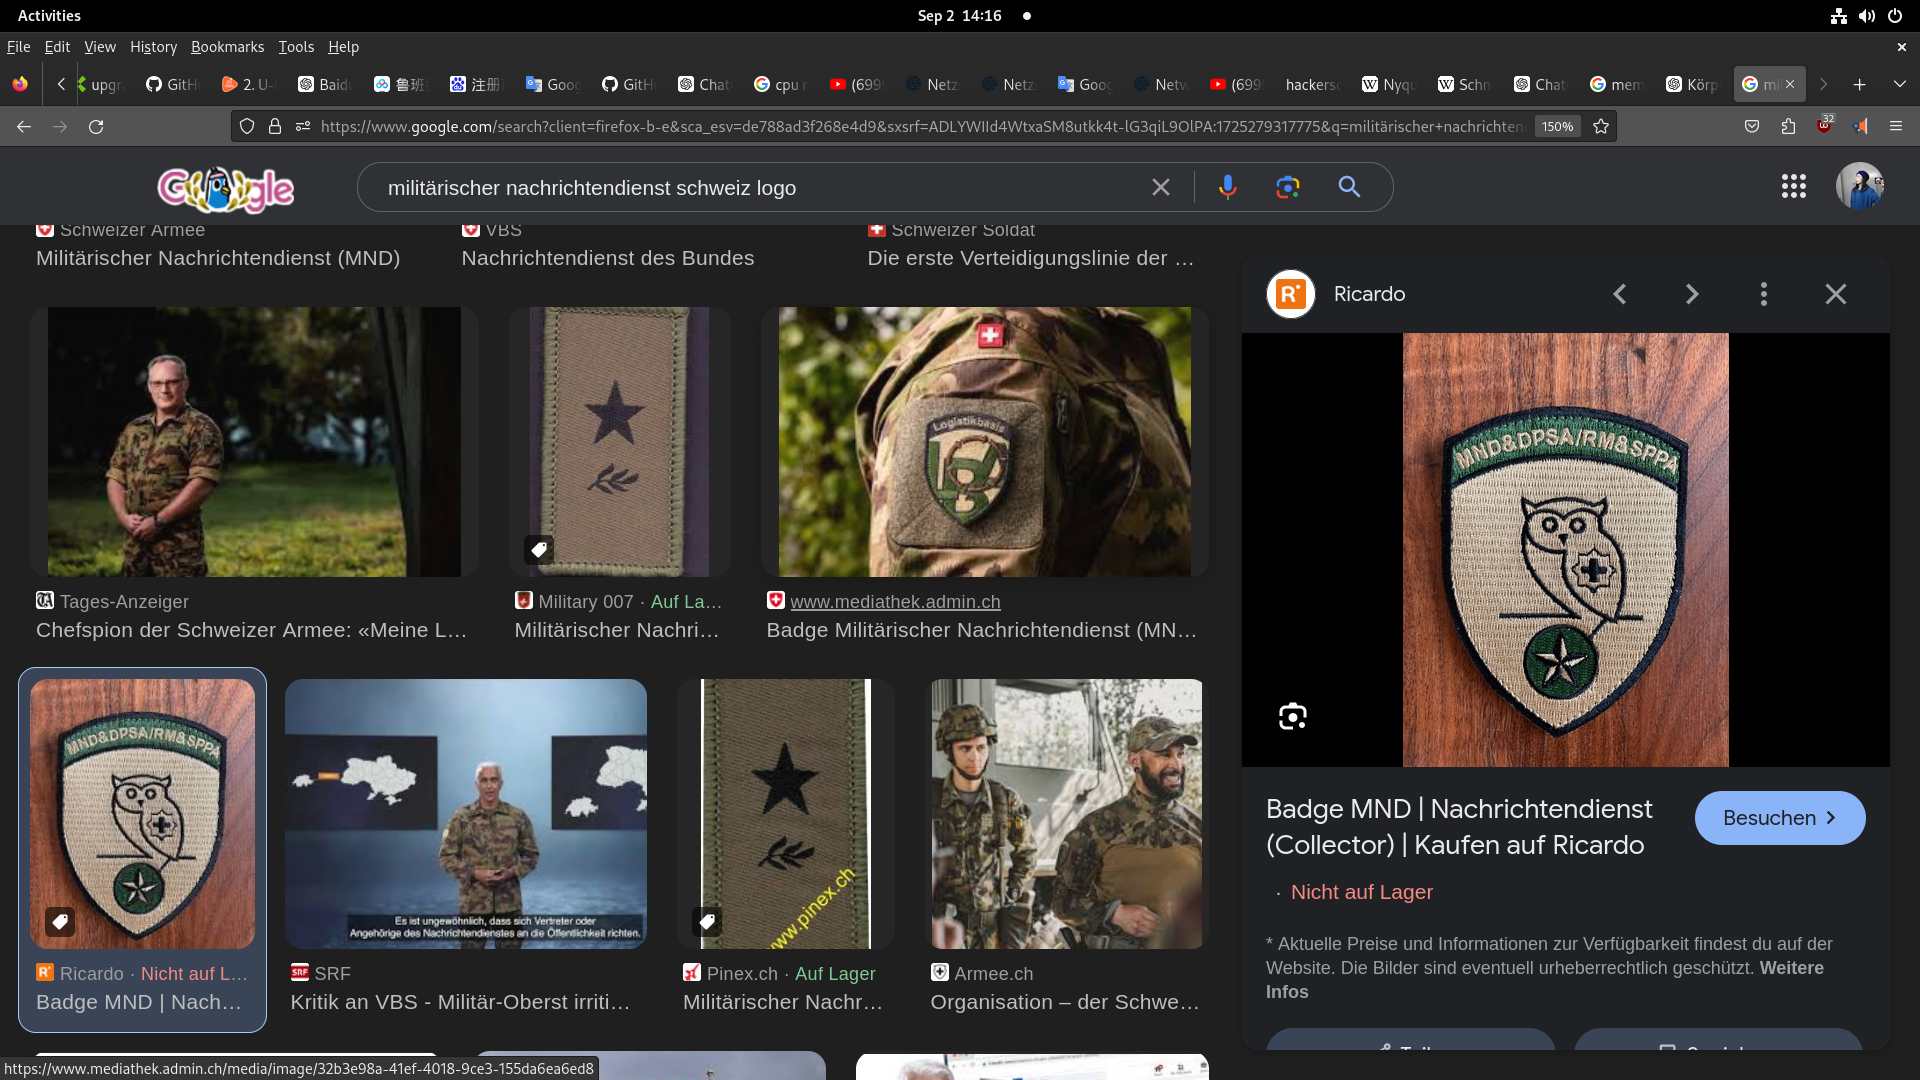 Activities
Sep 2 14:16
File Edit View History Bookmarks Tools Help
upgr
GitH
2. U-
Baid
鲁班
注册
Goo
GitH
Chat
cpu r
(699
Netz
Netz
Goo
Netw
(699
hackers
Nyqu
Schn
Chat
mem
Körp
mi
https://www.google.com/search?client=firefox-b-e&sca_esv=de788ad3f268e4d9&sxsrf=ADLYWIId4WtxaSM8utkk4t-lG3qiL9OlPA:1725279317775&q=militärischer+nachrichten
150%
32
Google
militärischer nachrichtendienst schweiz logo
Schweizer Armee
Militärischer Nachrichtendienst (MND)
VBS
Nachrichtendienst des Bundes
Schweizer Soldat
Die erste Verteidigungslinie der …
Logistikbasis
Tages-Anzeiger
Chefspion der Schweizer Armee: «Meine L…
Military 007 · Auf La…
Militärischer Nachri…
www.mediathek.admin.ch
Badge Militärischer Nachrichtendienst (MN…
MND&DPSA/RM&SPPA
Es ist ungewöhnlich, dass sich Vertreter oder
Angehörige des Nachrichtendienstes an die Öffentlichkeit richten.
www.pinex.ch
Ricardo · Nicht auf L…
Badge MND | Nach…
SRF
SRF
Kritik an VBS - Militär-Oberst irriti…
Pinex.ch · Auf Lager
Militärischer Nachr…
Armee.ch
Organisation – der Schwe…
R
Ricardo
MND&DPSA/RM&SPPA
Badge MND | Nachrichtendienst
(Collector) | Kaufen auf Ricardo
Besuchen
· Nicht auf Lager
* Aktuelle Preise und Informationen zur Verfügbarkeit findest du auf der
Website. Die Bilder sind eventuell urheberrechtlich geschützt. Weitere
Infos
https://www.mediathek.admin.ch/media/image/32b3e98a-41ef-4018-9ce3-155da6ea6ed8